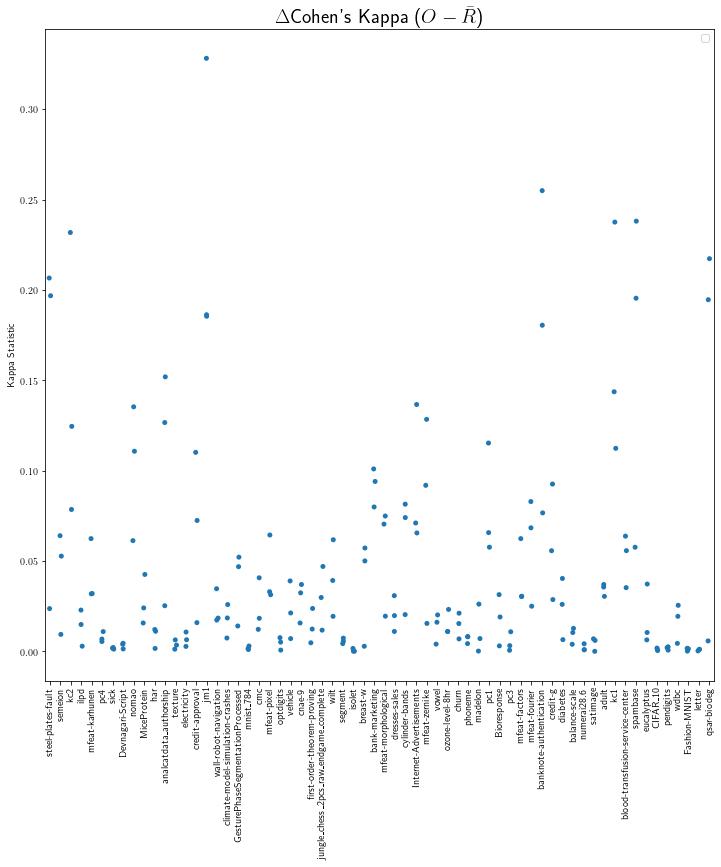 ΔCohen's Kappa (O − R̄)
0.30
0.25
0.20
0.15
0.10
0.05
0.00
Kappa Statistic
steel-plates-fault
semeion
kc2
ilpd
mfeat-karhunen
pc4
sick
Devnagari-Script
nomao
MiceProtein
har
analcatdata_authorship
texture
electricity
credit-approval
jm1
wall-robot-navigation
climate-model-simulation-crashes
GesturePhaseSegmentationProcessed
mnist_784
cmc
mfeat-pixel
optdigits
vehicle
cnae-9
first-order-theorem-proving
jungle_chess_2pcs_raw_endgame_complete
wilt
segment
isolet
breast-w
bank-marketing
mfeat-morphological
dresses-sales
cylinder-bands
Internet-Advertisements
mfeat-zernike
vowel
ozone-level-8hr
churn
phoneme
madelon
pc1
Bioresponse
pc3
mfeat-factors
mfeat-fourier
banknote-authentication
credit-g
diabetes
balance-scale
numerai28.6
satimage
adult
kc1
blood-transfusion-service-center
spambase
eucalyptus
CIFAR_10
pendigits
wdbc
Fashion-MNIST
letter
qsar-biodeg